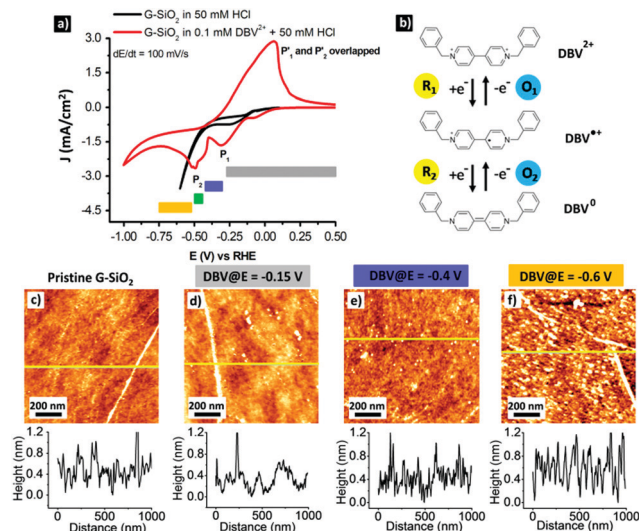 a)
G-SiO₂ in 50 mM HCl
G-SiO₂ in 0.1 mM DBV²⁺ + 50 mM HCl
dE/dt = 100 mV/s
P'₁ and P'₂ overlapped
J (mA/cm²)
3.0
1.5
0.0
-1.5
-3.0
-4.5
P₁
P₂
-1.00 -0.75 -0.50 -0.25 0.00 0.25 0.50
E (V) vs RHE
b)
DBV²⁺
R₁ +e⁻ -e⁻ O₁
DBV•⁺
R₂ +e⁻ -e⁻ O₂
DBV⁰
Pristine G-SiO₂
DBV@E = -0.15 V
DBV@E = -0.4 V
DBV@E = -0.6 V
c)
d)
e)
f)
200 nm
200 nm
200 nm
200 nm
Height (nm)
1.2
0.8
0.4
0.0
0 500 1000
Distance (nm)
Height (nm)
1.2
0.8
0.4
0.0
0 500 1000
Distance (nm)
Height (nm)
1.2
0.8
0.4
0.0
0 500 1000
Distance (nm)
Height (nm)
1.2
0.8
0.4
0.0
0 500 1000
Distance (nm)